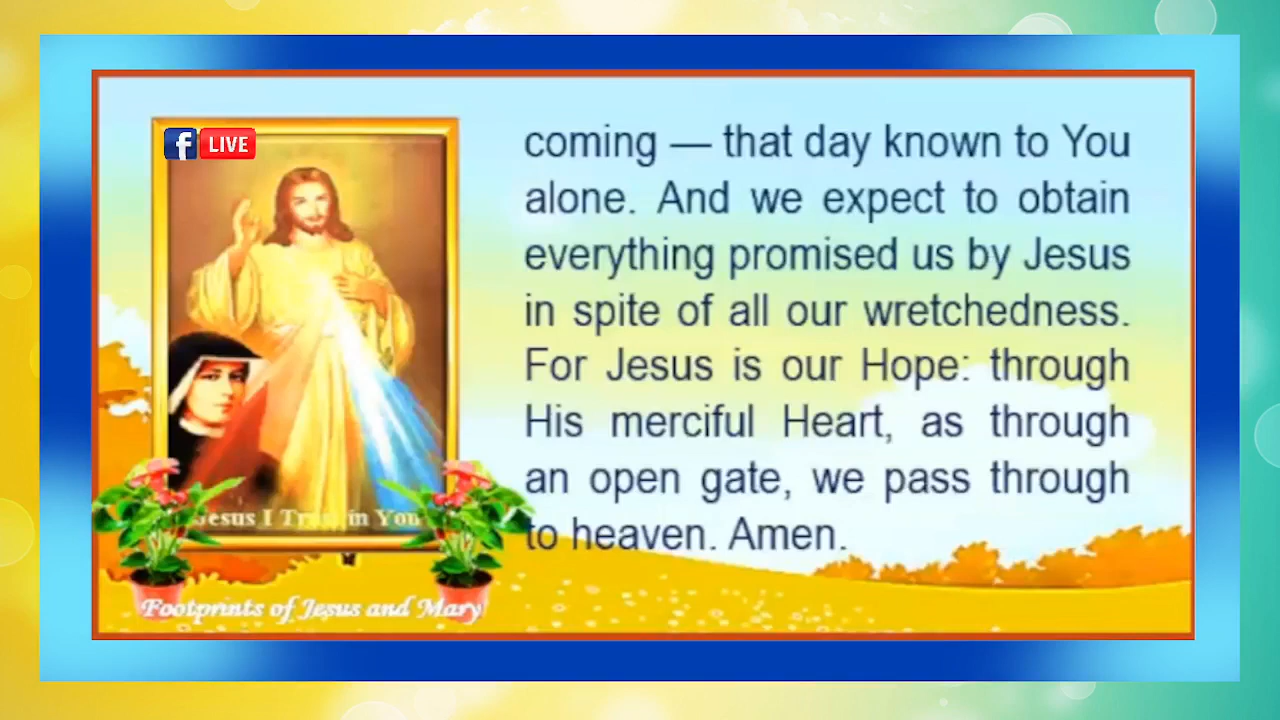 f LIVE
coming — that day known to You
alone. And we expect to obtain
everything promised us by Jesus
in spite of all our wretchedness.
For Jesus is our Hope: through
His merciful Heart, as through
an open gate, we pass through
to heaven. Amen.
Jesus I Trust in You
Footprints of Jesus and Mary